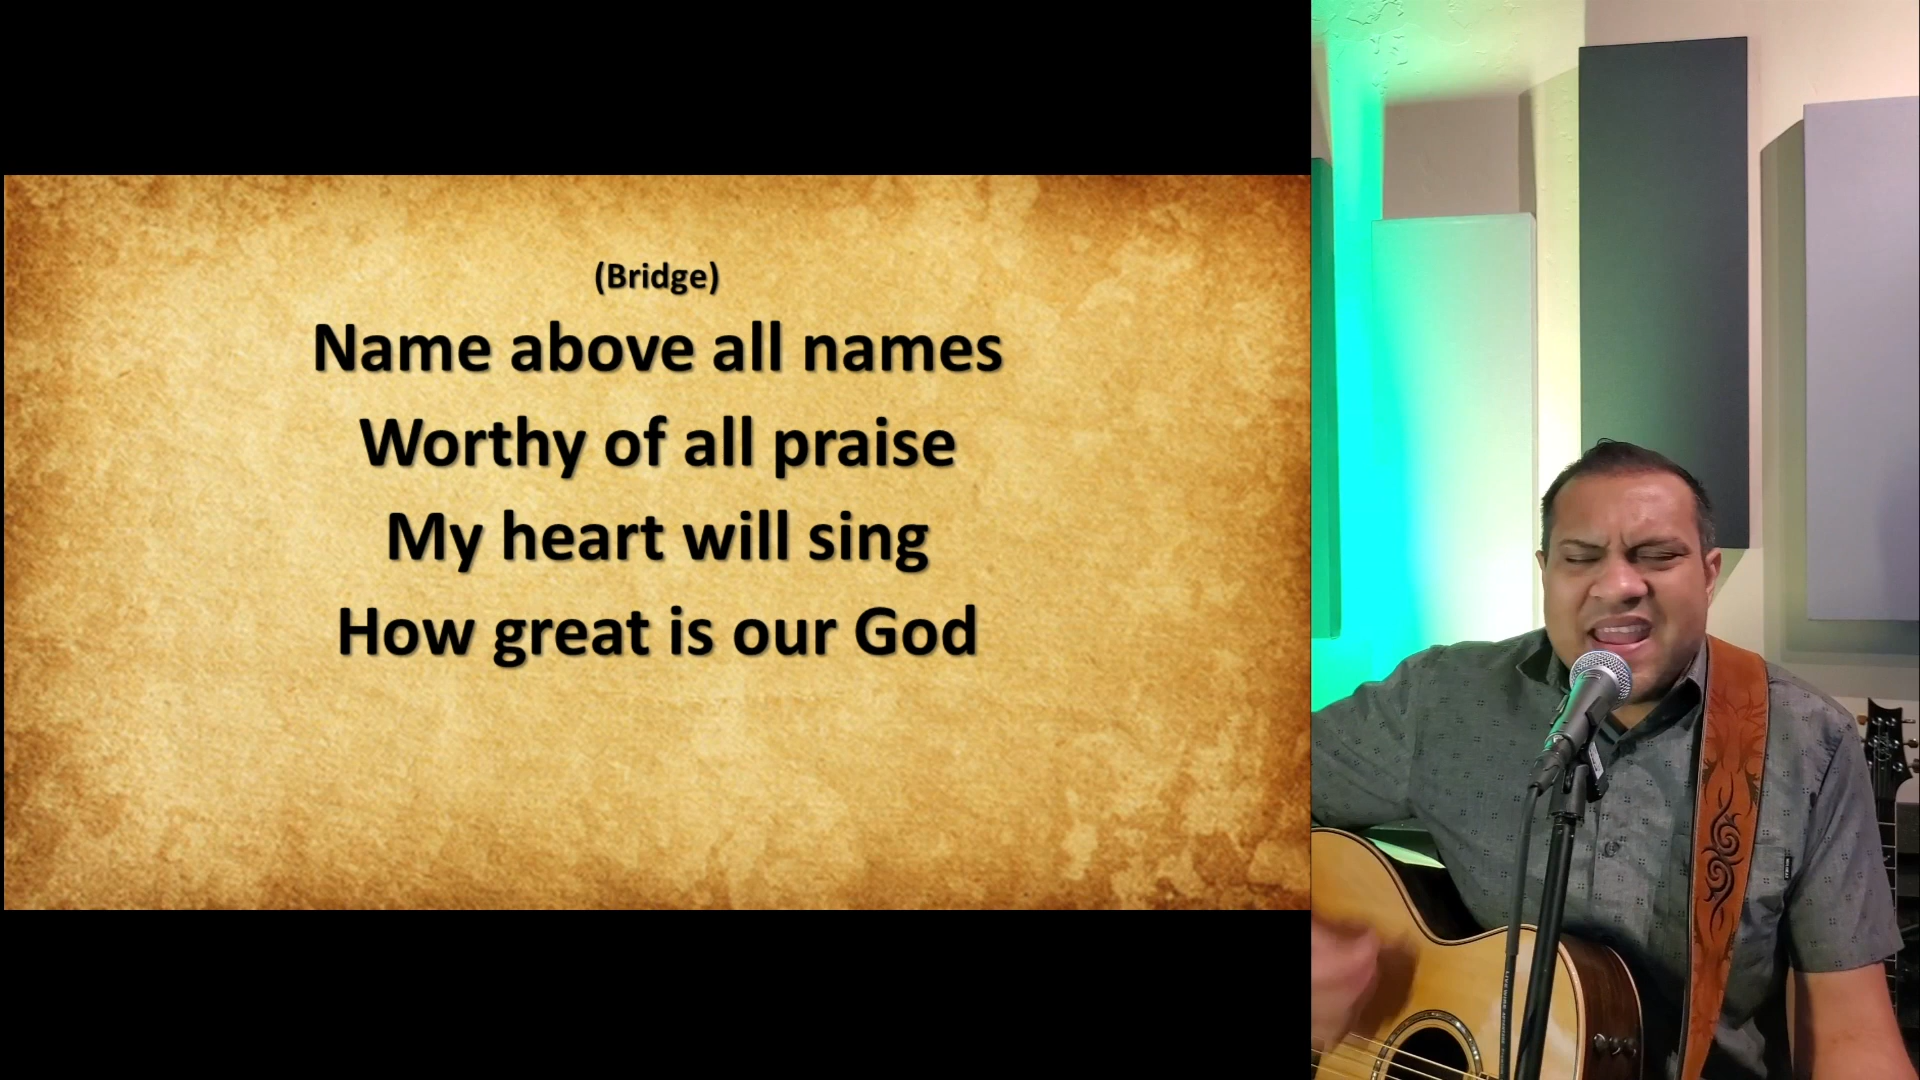 (Bridge)
Name above all names
Worthy of all praise
My heart will sing
How great is our God